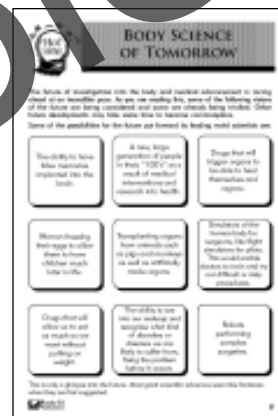 BODY SCIENCE
OF TOMORROW
The future of investigation into the body and medical advancement is moving
ahead at an incredible pace. As you are reading this, some of the following visions
of the future are being considered and some are already being trialled. Other
future developments may take some time to become commonplace.
Some of the possibilities for the future put forward by leading world scientists are:
The ability to have
false memories
implanted into the
brain.
A new, large
generation of people
in their "100's" as a
result of medical
interventions and
research into health.
Drugs that will
trigger organs to
be able to heal
themselves and
regrow.
Women freezing
their eggs to allow
them to have
children much
later in life.
Transplanting organs
from animals such
as pigs and monkeys
as well as artificially
made organs.
Simulators of the
human body for
surgeons, like flight
simulators for pilots.
This would enable
doctors to train and try
out difficult or risky
procedures.
Drugs that will
allow us to eat
as much as we
want without
putting on
weight.
The ability to see
into our makeup and
recognise what kind
of disorders or
diseases we are
likely to suffer from,
fixing the problem
before it occurs.
Robots
performing
complex
surgeries.
This is only a glimpse into the future. Most great scientific advances seem like fantasies
when they are first suggested.